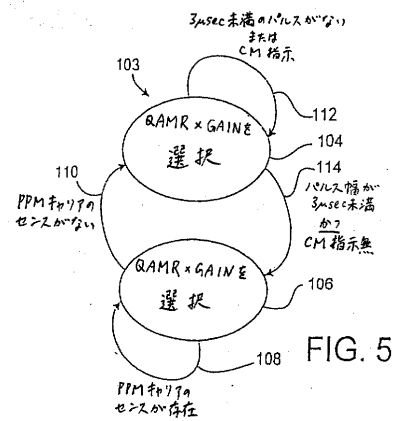 3μsec未満のパルスがない
または
CM指示
103
112
QAMR×GAINを
選択
104
110
114
パルス幅が
3μsec未満
かつ
CM指示無
PPMキャリアの
センスがない
QAMR×GAINを
選択
106
108
PPMキャリアの
センスが存在
FIG. 5